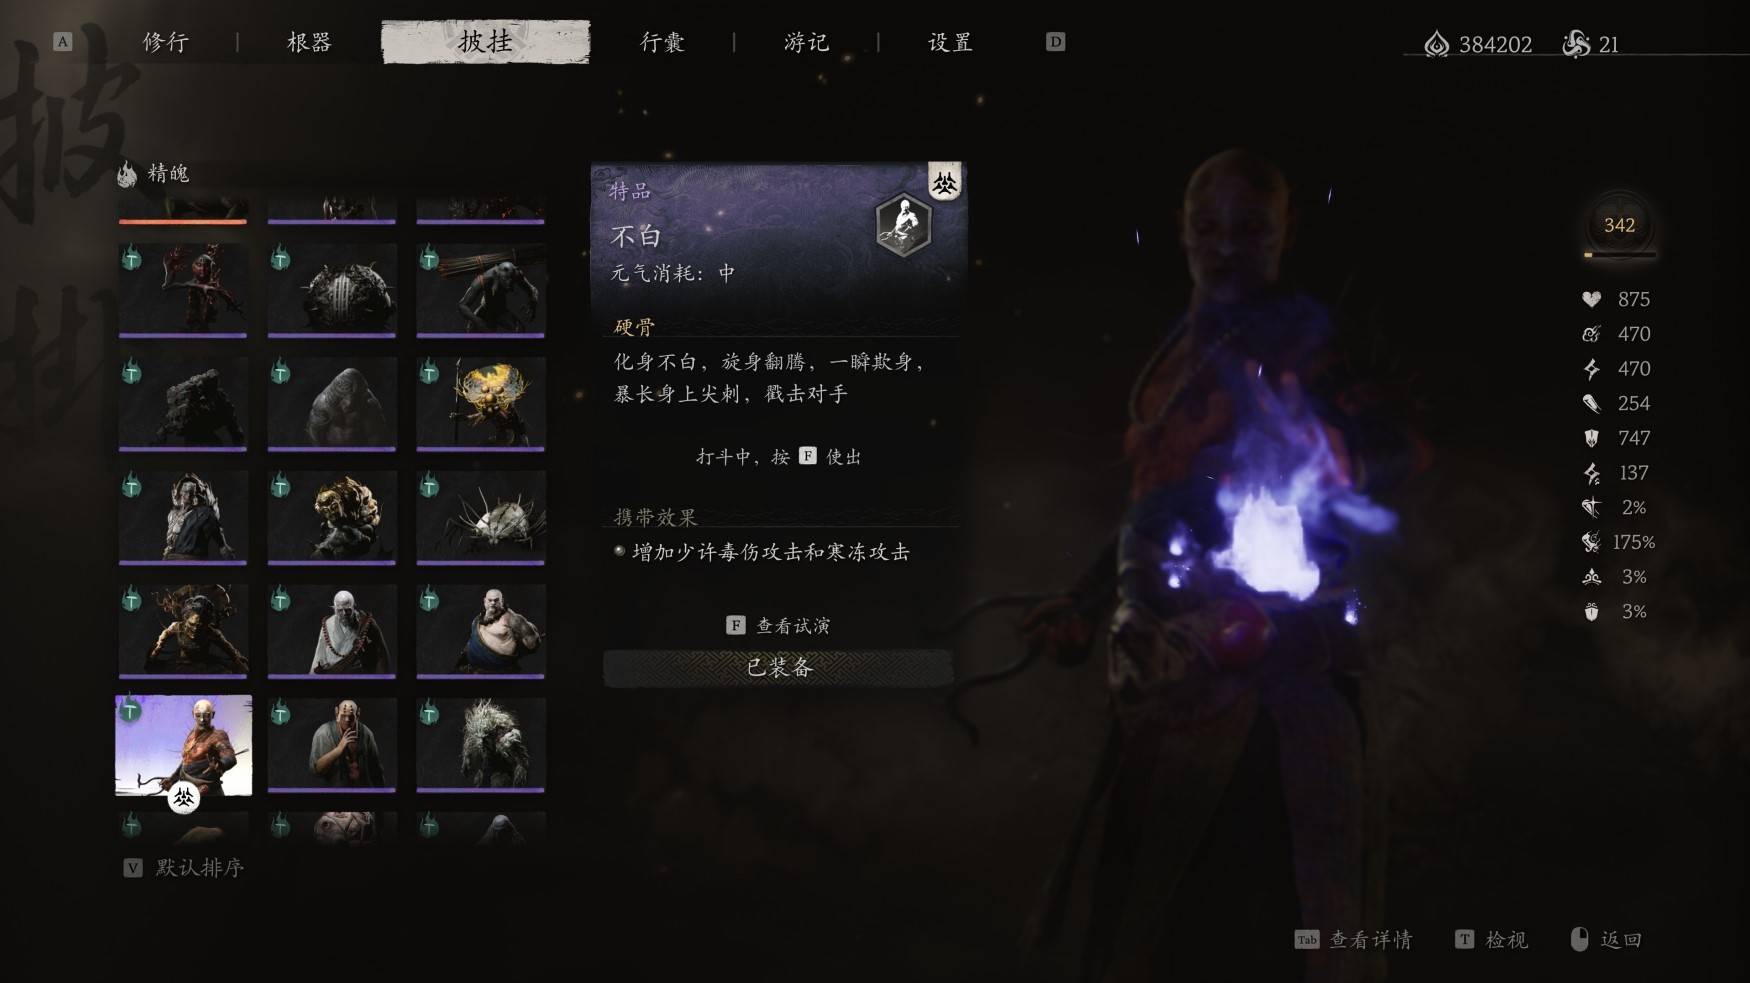 A 修行 根器 披挂 行囊 游记 设置 D
384202 21
披挂
精魄
特品
不白
元气消耗：中
硬骨
化身不白，旋身翻腾，一瞬欺身，
暴长身上尖刺，戳击对手
打斗中，按 F 使出
携带效果
增加少许毒伤攻击和寒冻攻击
F 查看试演
已装备
342
875
470
470
254
747
137
2%
175%
3%
3%
V 默认排序
Tab 查看详情 T 检视 返回